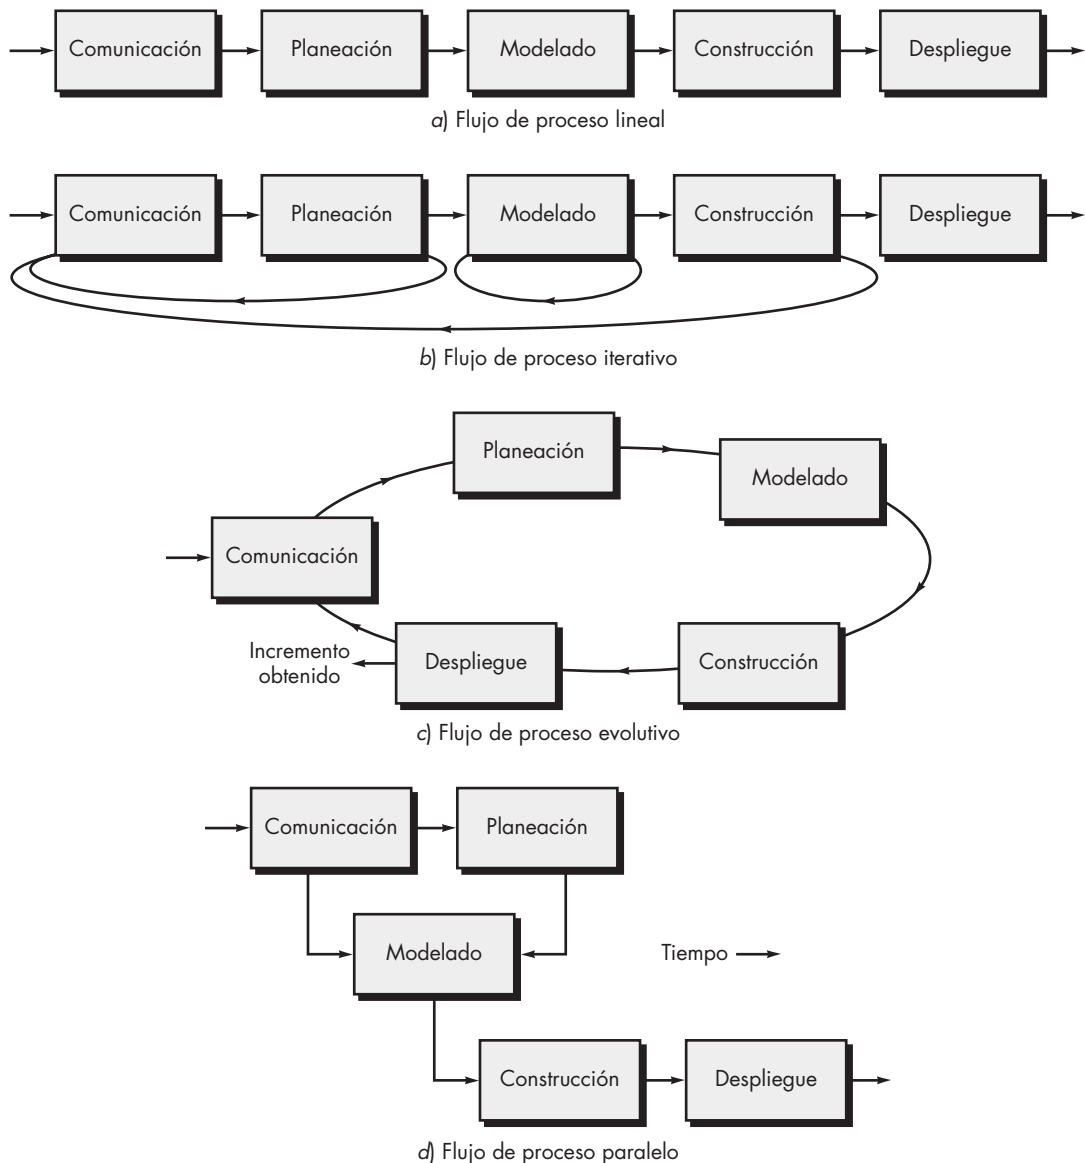 Comunicación
Planeación
Modelado
Construcción
Despliegue
a) Flujo de proceso lineal
Comunicación
Planeación
Modelado
Construcción
Despliegue
b) Flujo de proceso iterativo
Planeación
Modelado
Comunicación
Incremento
obtenido
Despliegue
Construcción
c) Flujo de proceso evolutivo
Comunicación
Planeación
Modelado
Tiempo
Construcción
Despliegue
d) Flujo de proceso paralelo